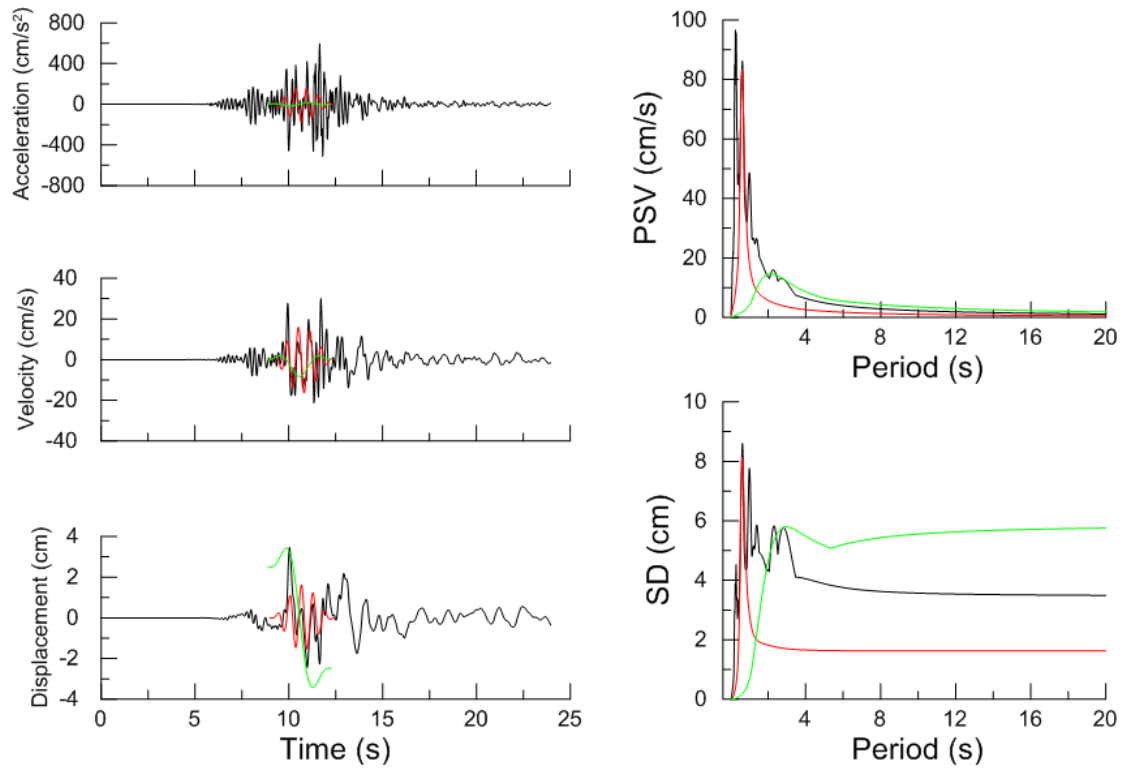 Acceleration (cm/s²)
800
400
0
-400
-800
Velocity (cm/s)
40
20
0
-20
-40
Displacement (cm)
4
2
0
-2
-4
0 5 10 15 20 25
Time (s)
PSV (cm/s)
100
80
60
40
20
0
4 8 12 16 20
Period (s)
SD (cm)
10
8
6
4
2
0
4 8 12 16 20
Period (s)